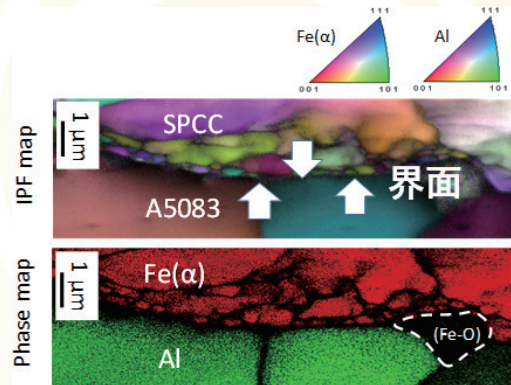 Fe(α)
Al
111
111
001
101
001
101
IPF map
1 μm
SPCC
界面
A5083
Phase map
1 μm
Fe(α)
(Fe-O)
Al